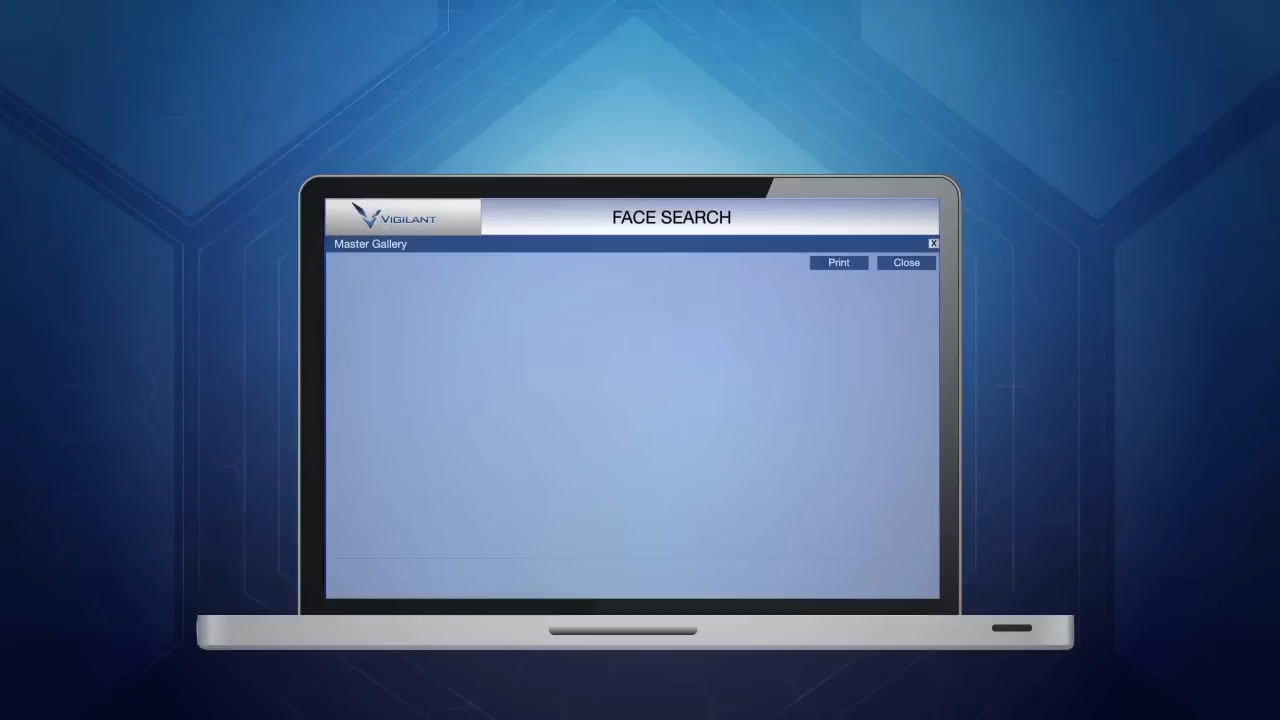 VIGILANT
FACE SEARCH
Master Gallery
X
Print
Close